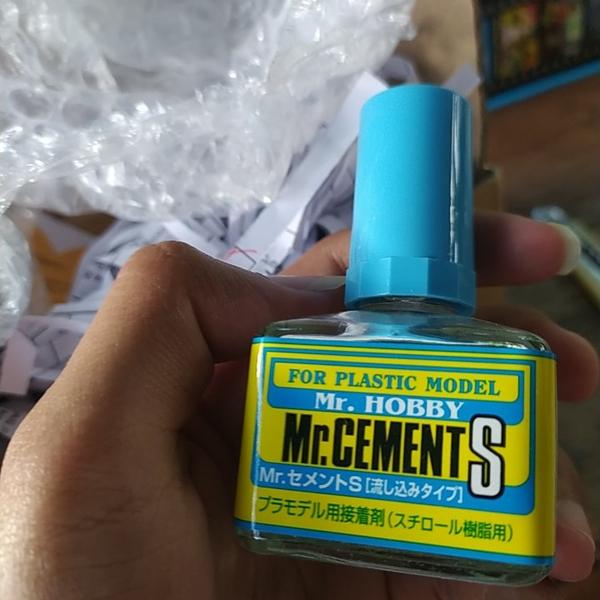 FOR PLASTIC MODEL
Mr. HOBBY
Mr.CEMENT S
Mr.セメントS[流し込みタイプ]
プラモデル用接着剤(スチロール樹脂用)